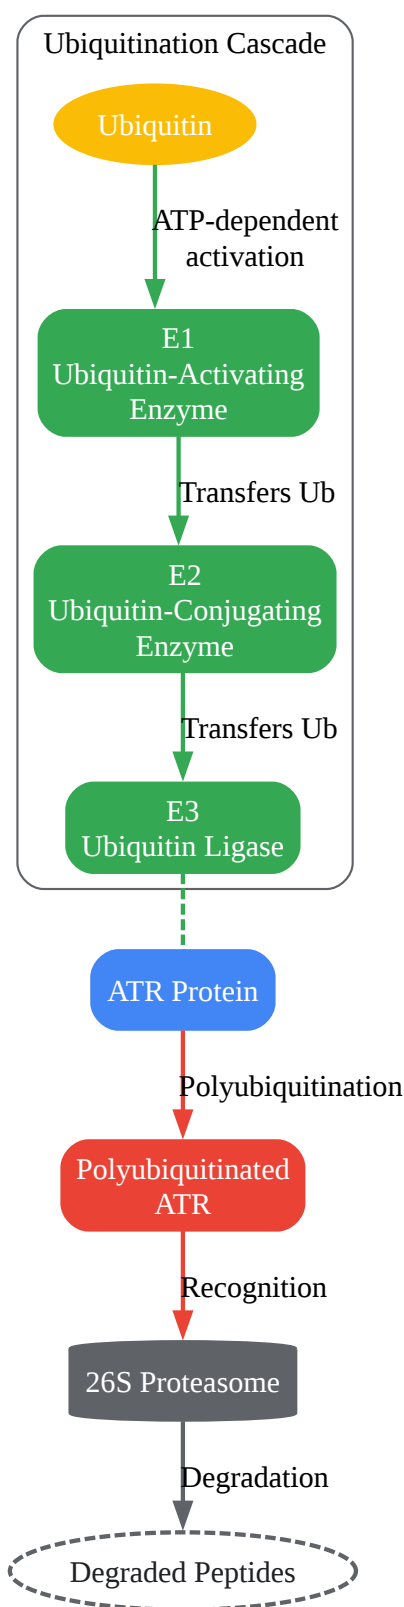 Ubiquitination Cascade
Ubiquitin
ATP-dependent
activation
E1
Ubiquitin-Activating
Enzyme
Transfers Ub
E2
Ubiquitin-Conjugating
Enzyme
Transfers Ub
E3
Ubiquitin Ligase
ATR Protein
Polyubiquitination
Polyubiquitinated
ATR
Recognition
26S Proteasome
Degradation
Degraded Peptides